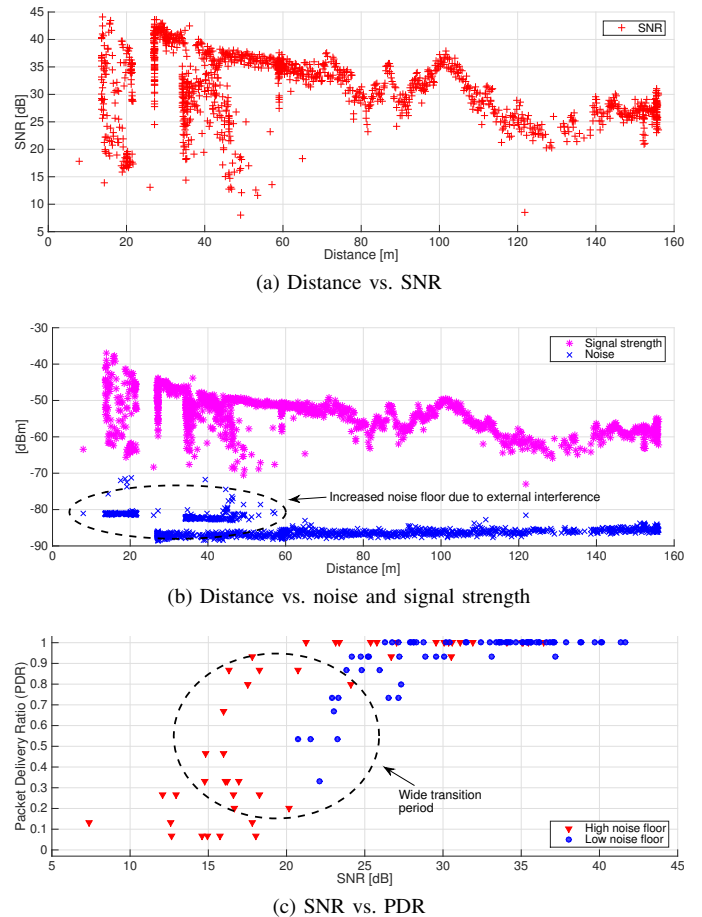 45
40
35
30
25
20
15
10
5
SNR [dB]
SNR
0 20 40 60 80 100 120 140 160
Distance [m]
(a) Distance vs. SNR
-30
-40
-50
-60
-70
-80
-90
[dBm]
Signal strength
Noise
Increased noise floor due to external interference
0 20 40 60 80 100 120 140 160
Distance [m]
(b) Distance vs. noise and signal strength
1
0.9
0.8
0.7
0.6
0.5
0.4
0.3
0.2
0.1
0
Packet Delivery Ratio (PDR)
Wide transition
period
High noise floor
Low noise floor
5 10 15 20 25 30 35 40 45
SNR [dB]
(c) SNR vs. PDR